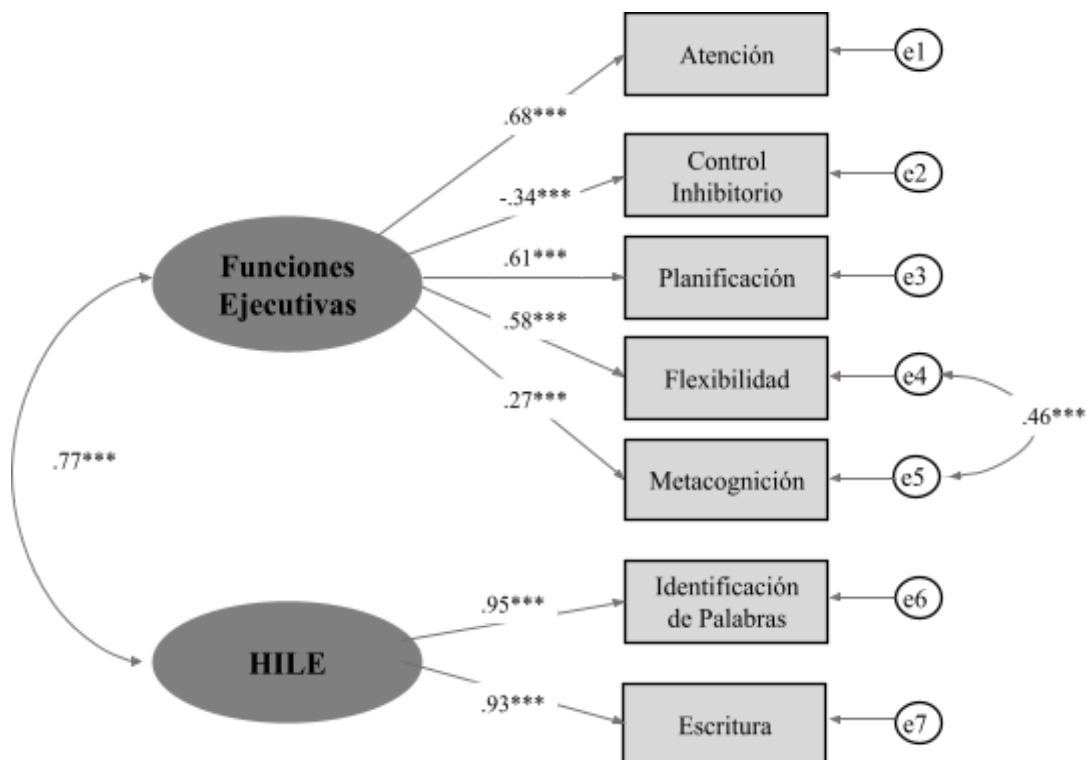 Atención
e1
.68***
Control
Inhibitorio
e2
-.34***
Funciones
Ejecutivas
.61***
Planificación
e3
.58***
Flexibilidad
e4
.27***
.46***
.77***
Metacognición
e5
Identificación
de Palabras
e6
.95***
HILE
.93***
Escritura
e7